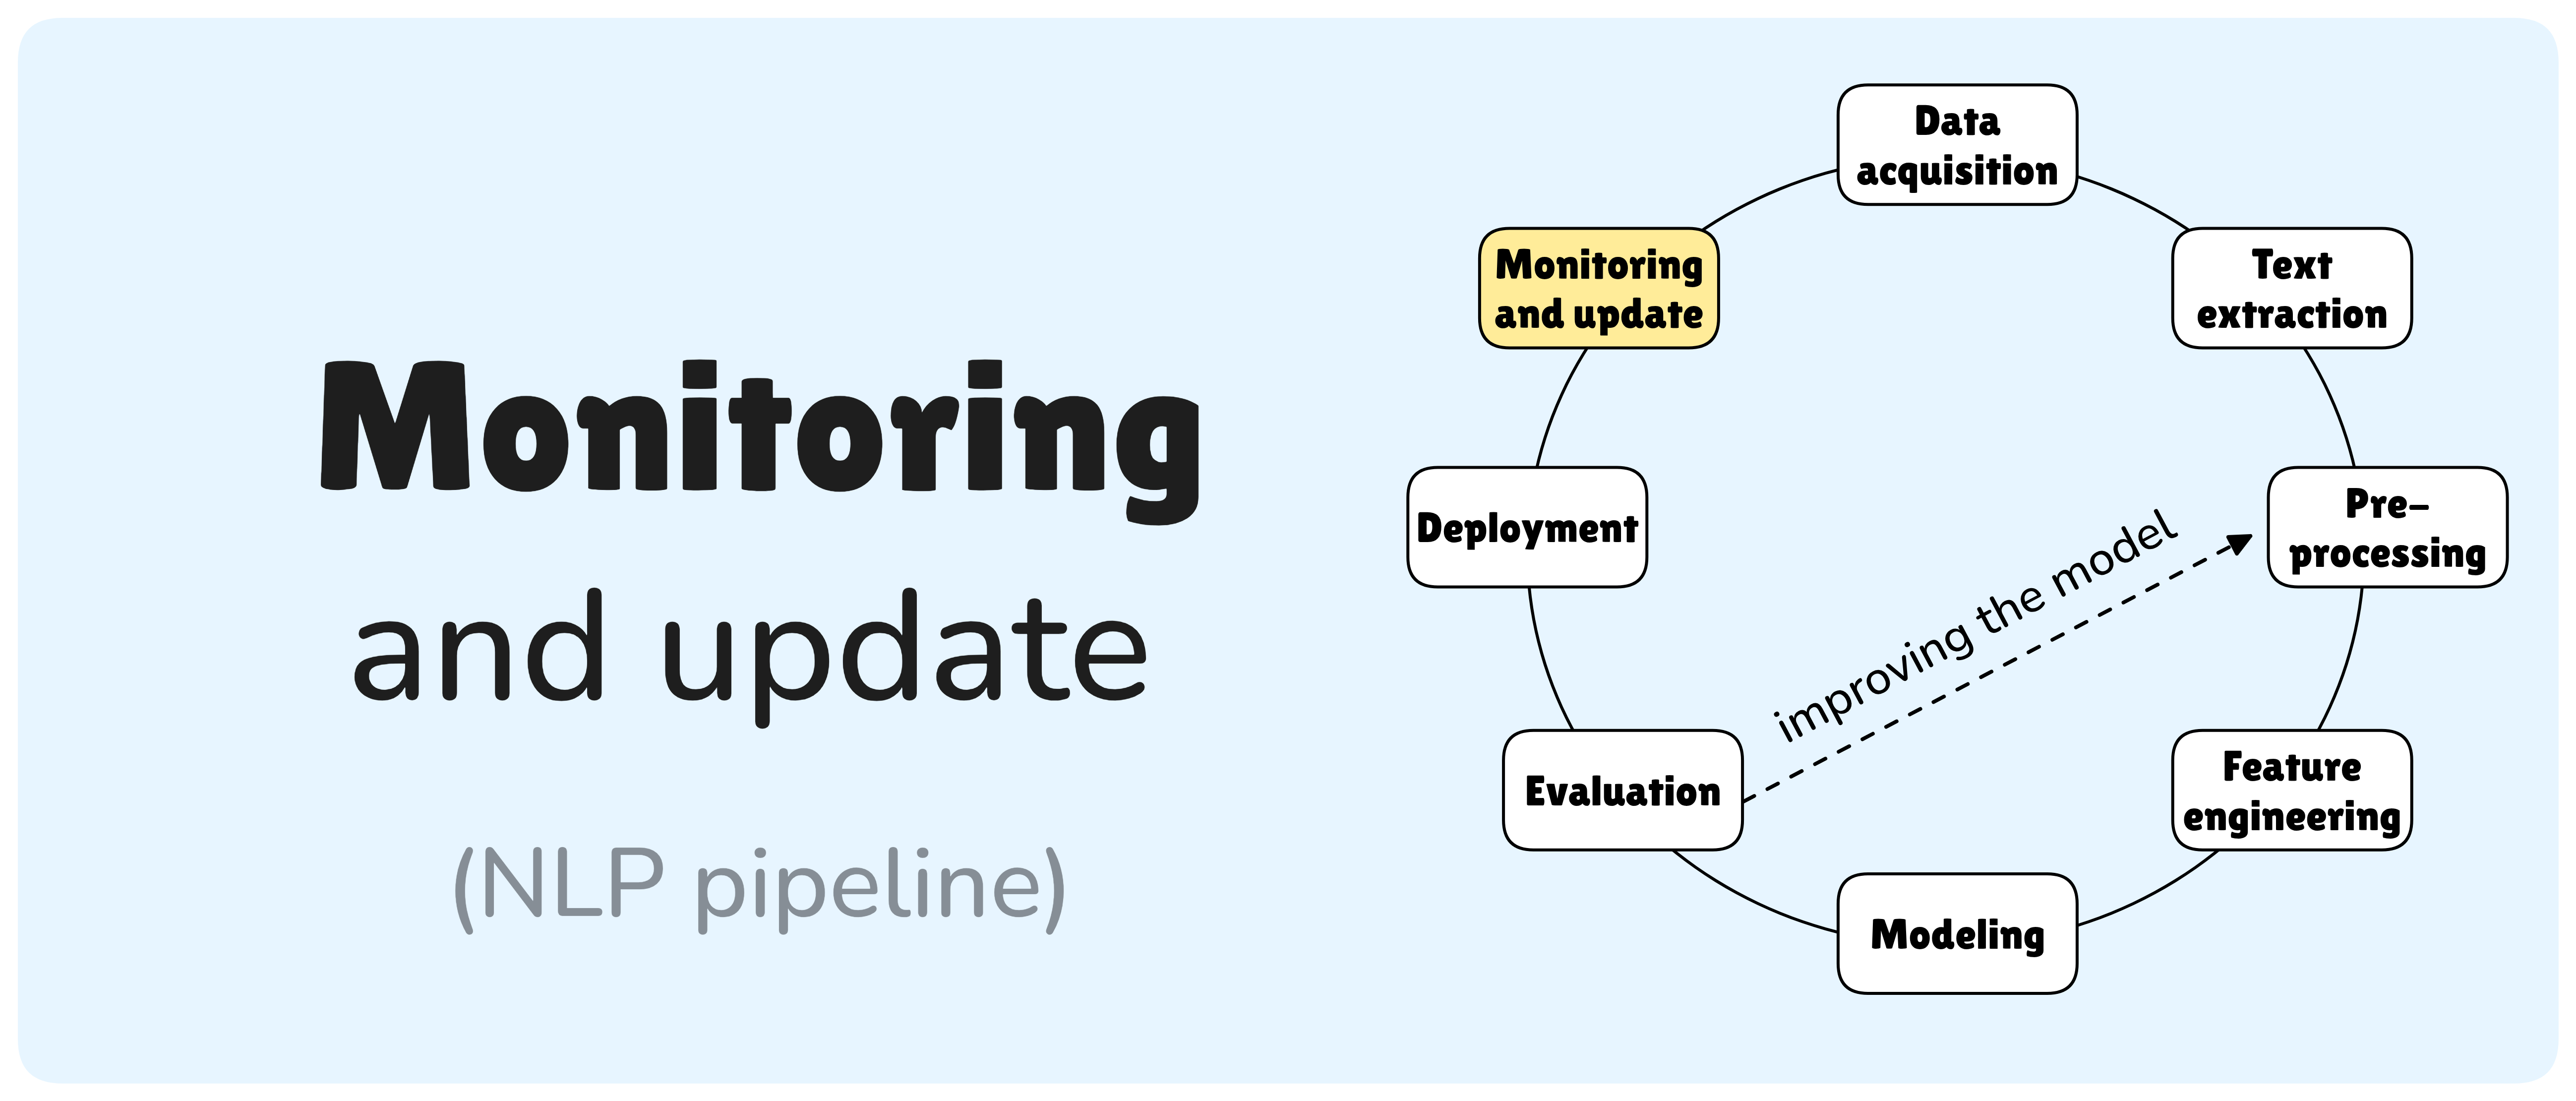 Monitoring
and update
(NLP pipeline)
Data
acquisition
Text
extraction
Pre-
processing
Feature
engineering
Modeling
Evaluation
Deployment
Monitoring
and update
improving the model